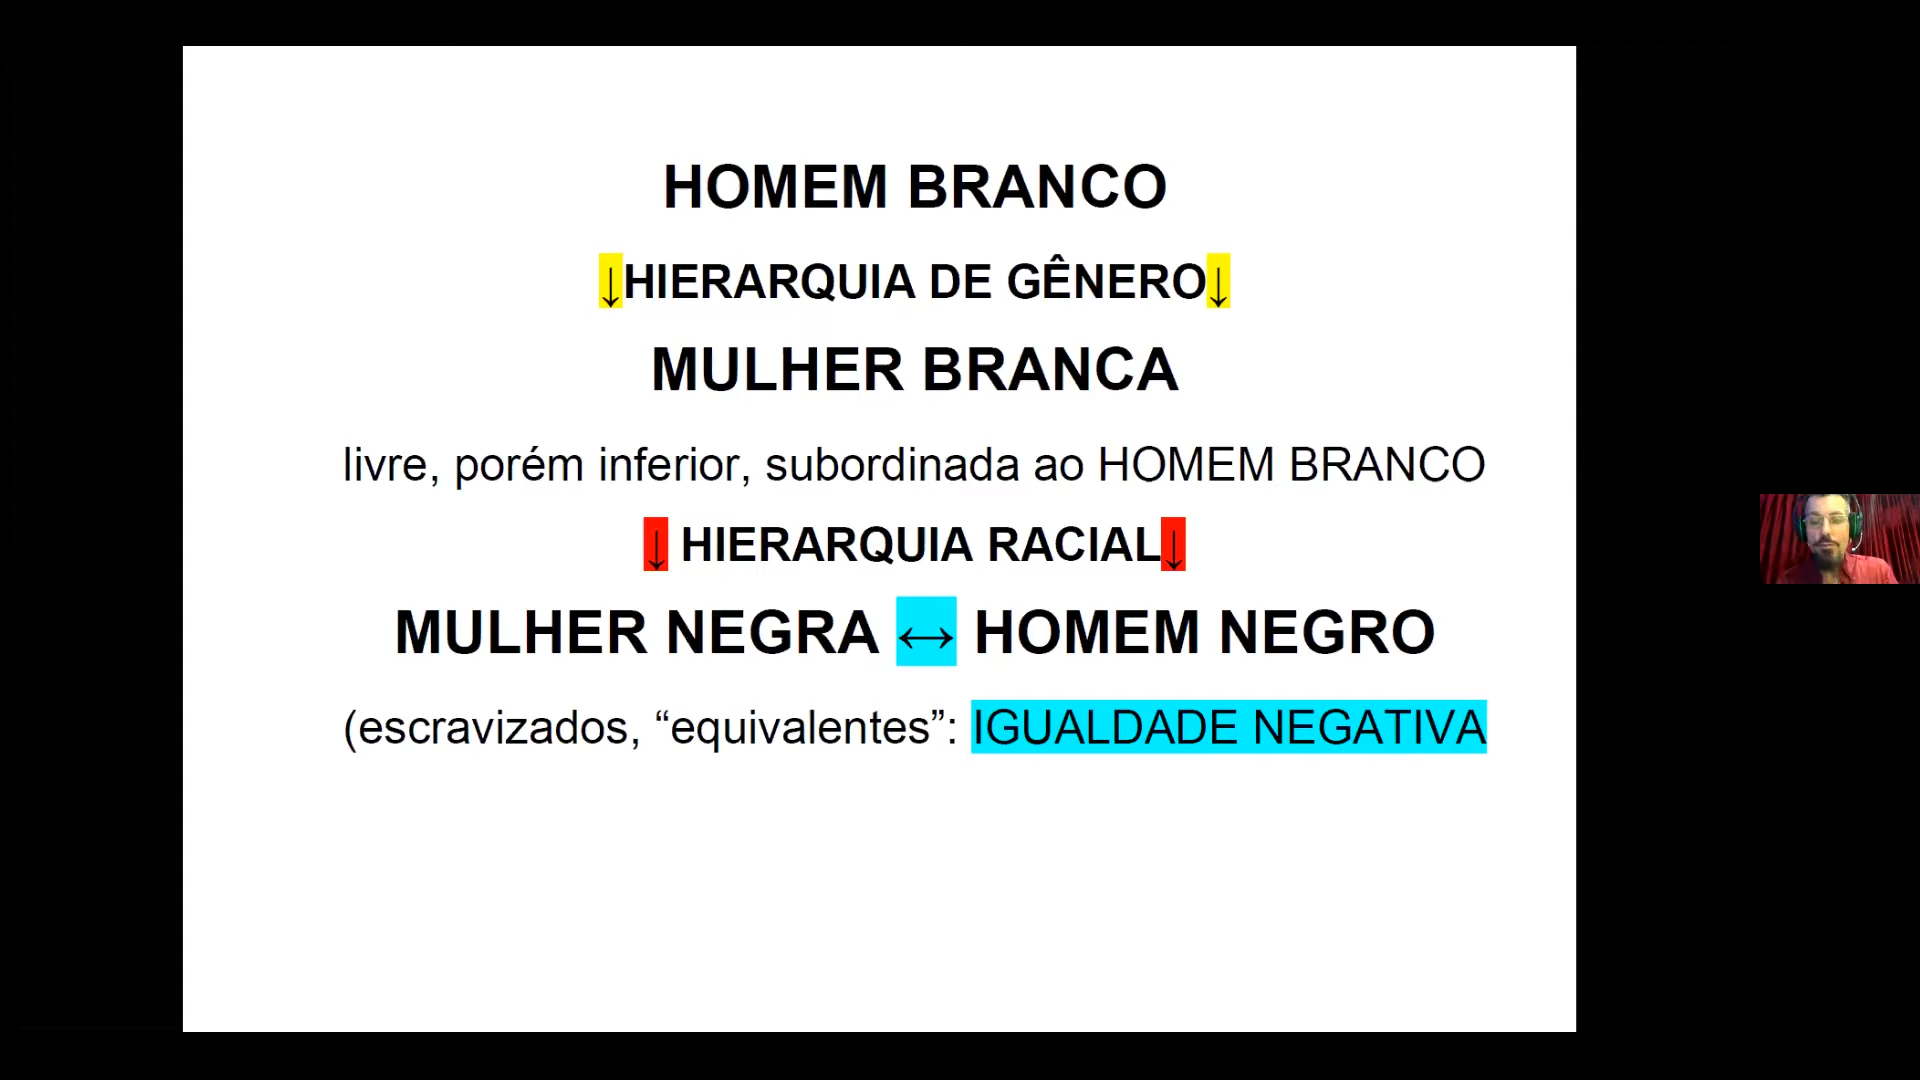 HOMEM BRANCO
↓HIERARQUIA DE GÊNERO↓
MULHER BRANCA
livre, porém inferior, subordinada ao HOMEM BRANCO
↓ HIERARQUIA RACIAL↓
MULHER NEGRA ↔ HOMEM NEGRO
(escravizados, “equivalentes”: IGUALDADE NEGATIVA